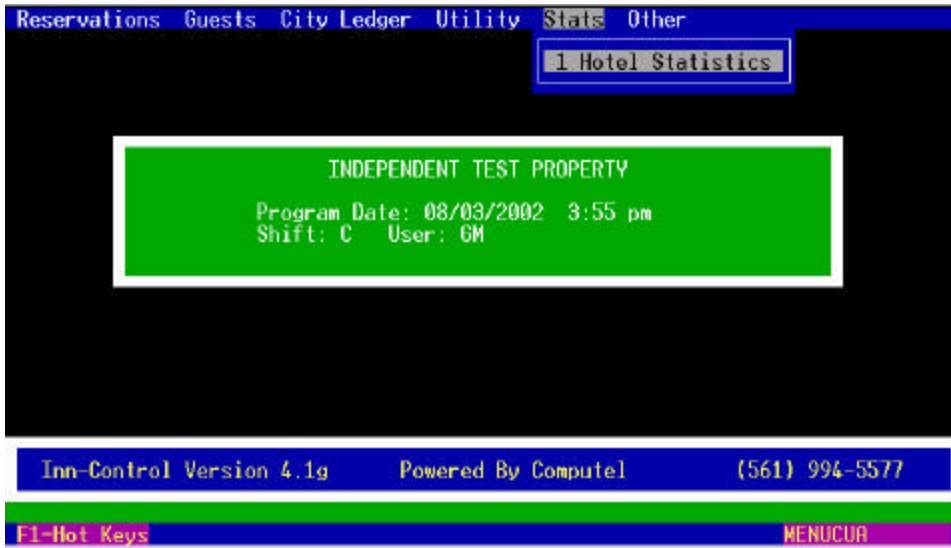 Reservations Guests City Ledger Utility Stats Other
1 Hotel Statistics
INDEPENDENT TEST PROPERTY
Program Date: 08/03/2002 3:55 pm
Shift: C User: GM
Inn-Control Version 4.1g Powered By Computel (561) 994-5577
F1-Hot Keys MENUCUA